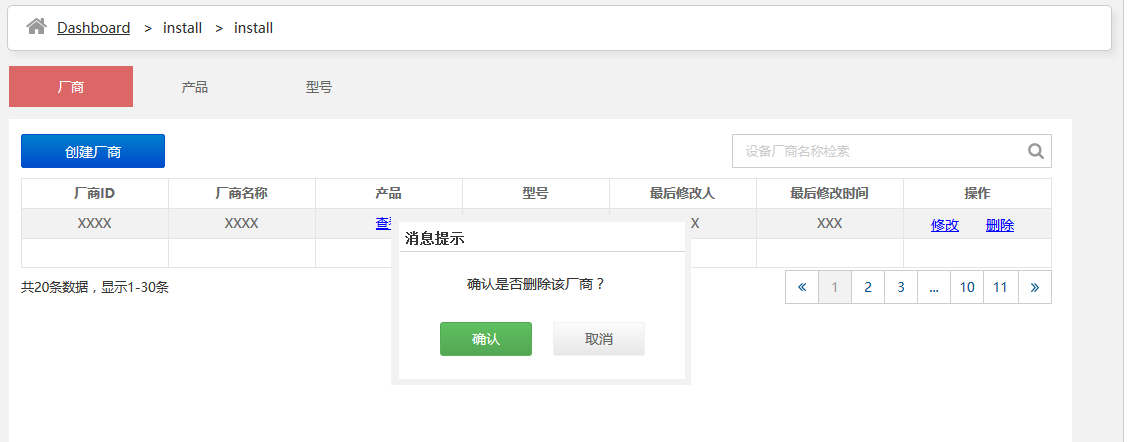 Dashboard > install > install
厂商 产品 型号
创建厂商 设备厂商名称检索
厂商ID 厂商名称 产品 型号 最后修改人 最后修改时间 操作
XXXX XXXX 查 X XXX 修改 删除
消息提示
确认是否删除该厂商？
共20条数据，显示1-30条 « 1 2 3 ... 10 11 »
确认 取消